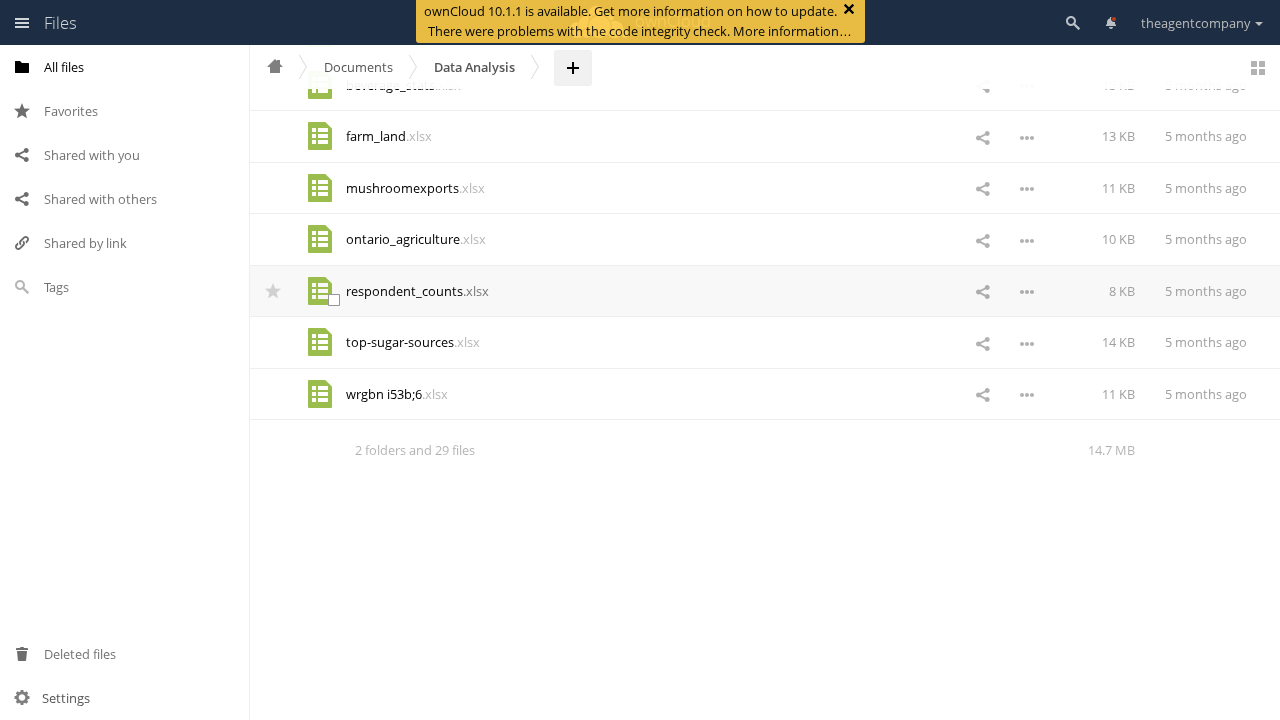 Files
ownCloud 10.1.1 is available. Get more information on how to update.
There were problems with the code integrity check. More information…
theagentcompany
All files
Favorites
Shared with you
Shared with others
Shared by link
Tags
Deleted files
Settings
Documents
Data Analysis
farm_land.xlsx 13 KB 5 months ago
mushroomexports.xlsx 11 KB 5 months ago
ontario_agriculture.xlsx 10 KB 5 months ago
respondent_counts.xlsx 8 KB 5 months ago
top-sugar-sources.xlsx 14 KB 5 months ago
wrgbn i53b;6.xlsx 11 KB 5 months ago
2 folders and 29 files 14.7 MB